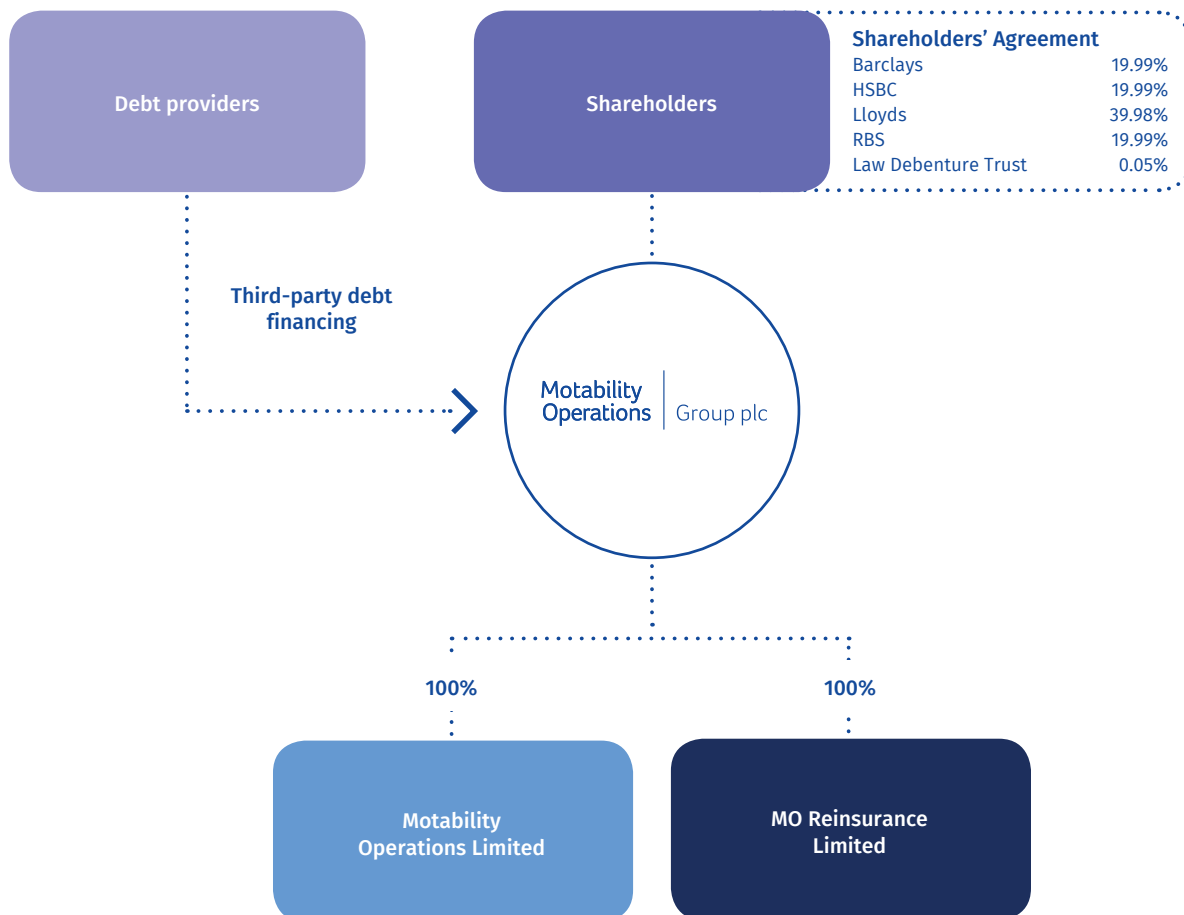 Debt providers
Shareholders
Shareholders’ Agreement
Barclays 19.99%
HSBC 19.99%
Lloyds 39.98%
RBS 19.99%
Law Debenture Trust 0.05%
Third-party debt
financing
Motability
Operations
Group plc
100%
100%
Motability
Operations Limited
MO Reinsurance
Limited